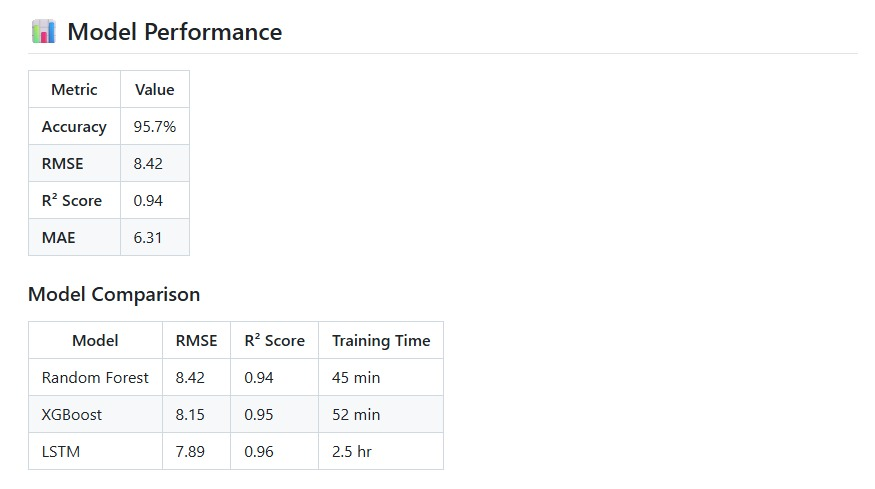 Model Performance
Metric Value
Accuracy 95.7%
RMSE 8.42
R² Score 0.94
MAE 6.31
Model Comparison
Model RMSE R² Score Training Time
Random Forest 8.42 0.94 45 min
XGBoost 8.15 0.95 52 min
LSTM 7.89 0.96 2.5 hr